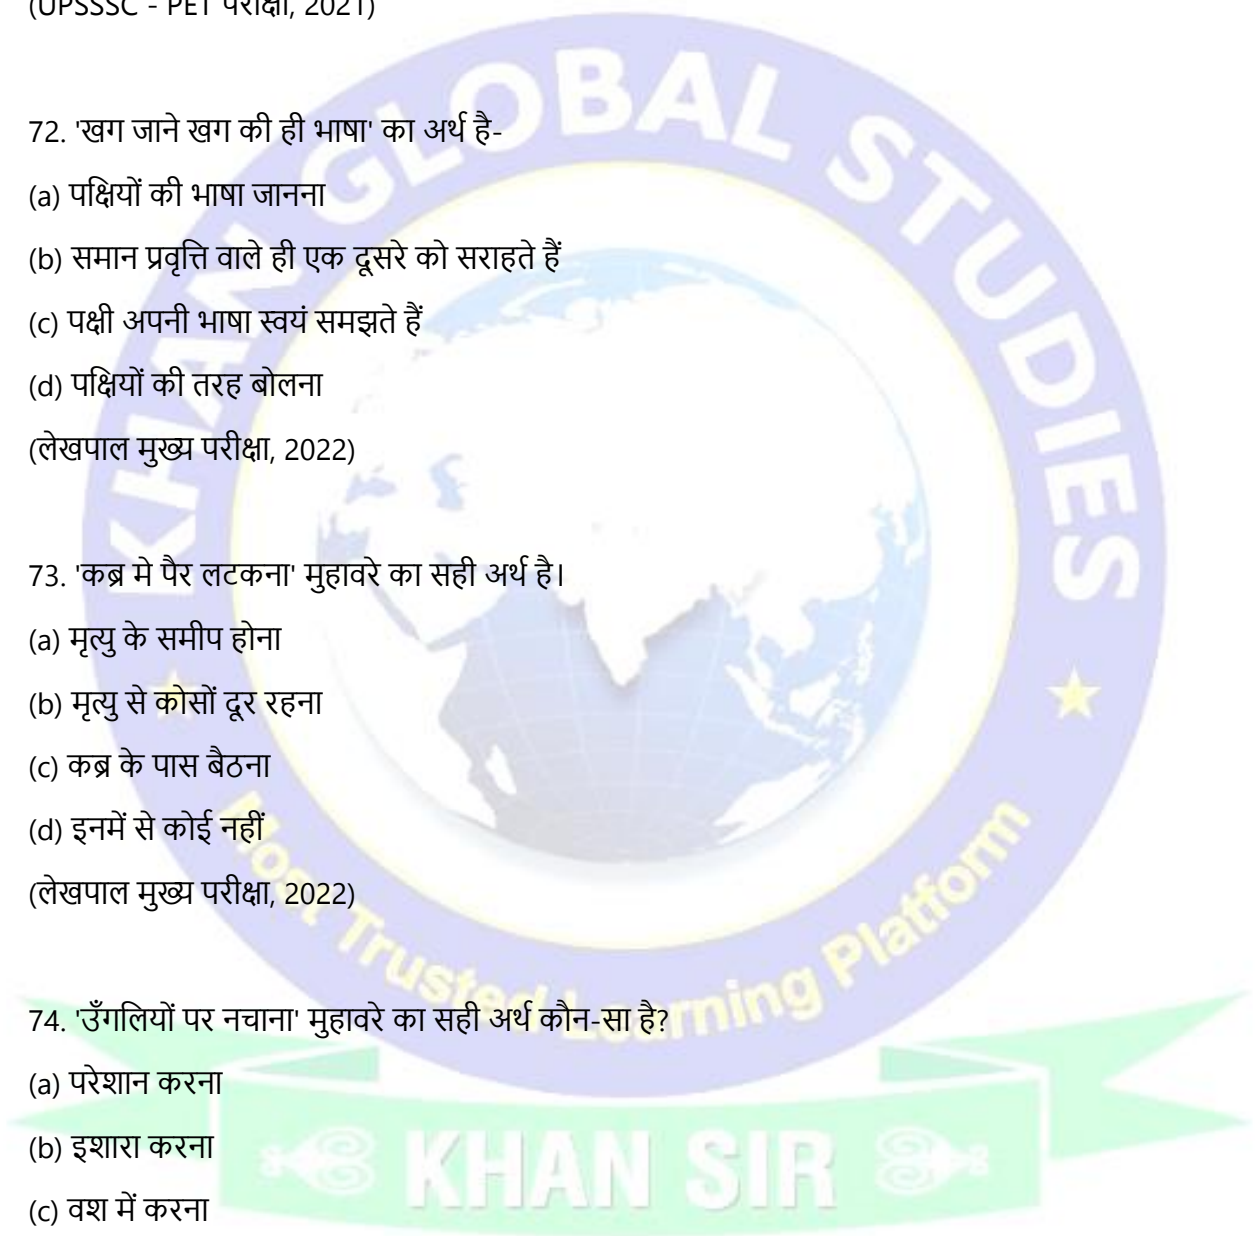 (UPSSSC - PET परीक्षा, 2021)
72. 'खग जाने खग की ही भाषा' का अर्थ है-
(a) पक्षियों की भाषा जानना
(b) समान प्रवृत्ति वाले ही एक दूसरे को सराहते हैं
(c) पक्षी अपनी भाषा स्वयं समझते हैं
(d) पक्षियों की तरह बोलना
(लेखपाल मुख्य परीक्षा, 2022)
73. 'कब्र मे पैर लटकना' मुहावरे का सही अर्थ है।
(a) मृत्यु के समीप होना
(b) मृत्यु से कोसों दूर रहना
(c) कब्र के पास बैठना
(d) इनमें से कोई नहीं
(लेखपाल मुख्य परीक्षा, 2022)
74. 'उँगलियों पर नचाना' मुहावरे का सही अर्थ कौन-सा है?
(a) परेशान करना
(b) इशारा करना
(c) वश में करना
KHAN GLOBAL STUDIES
Most Trusted Learning Platform
KHAN SIR